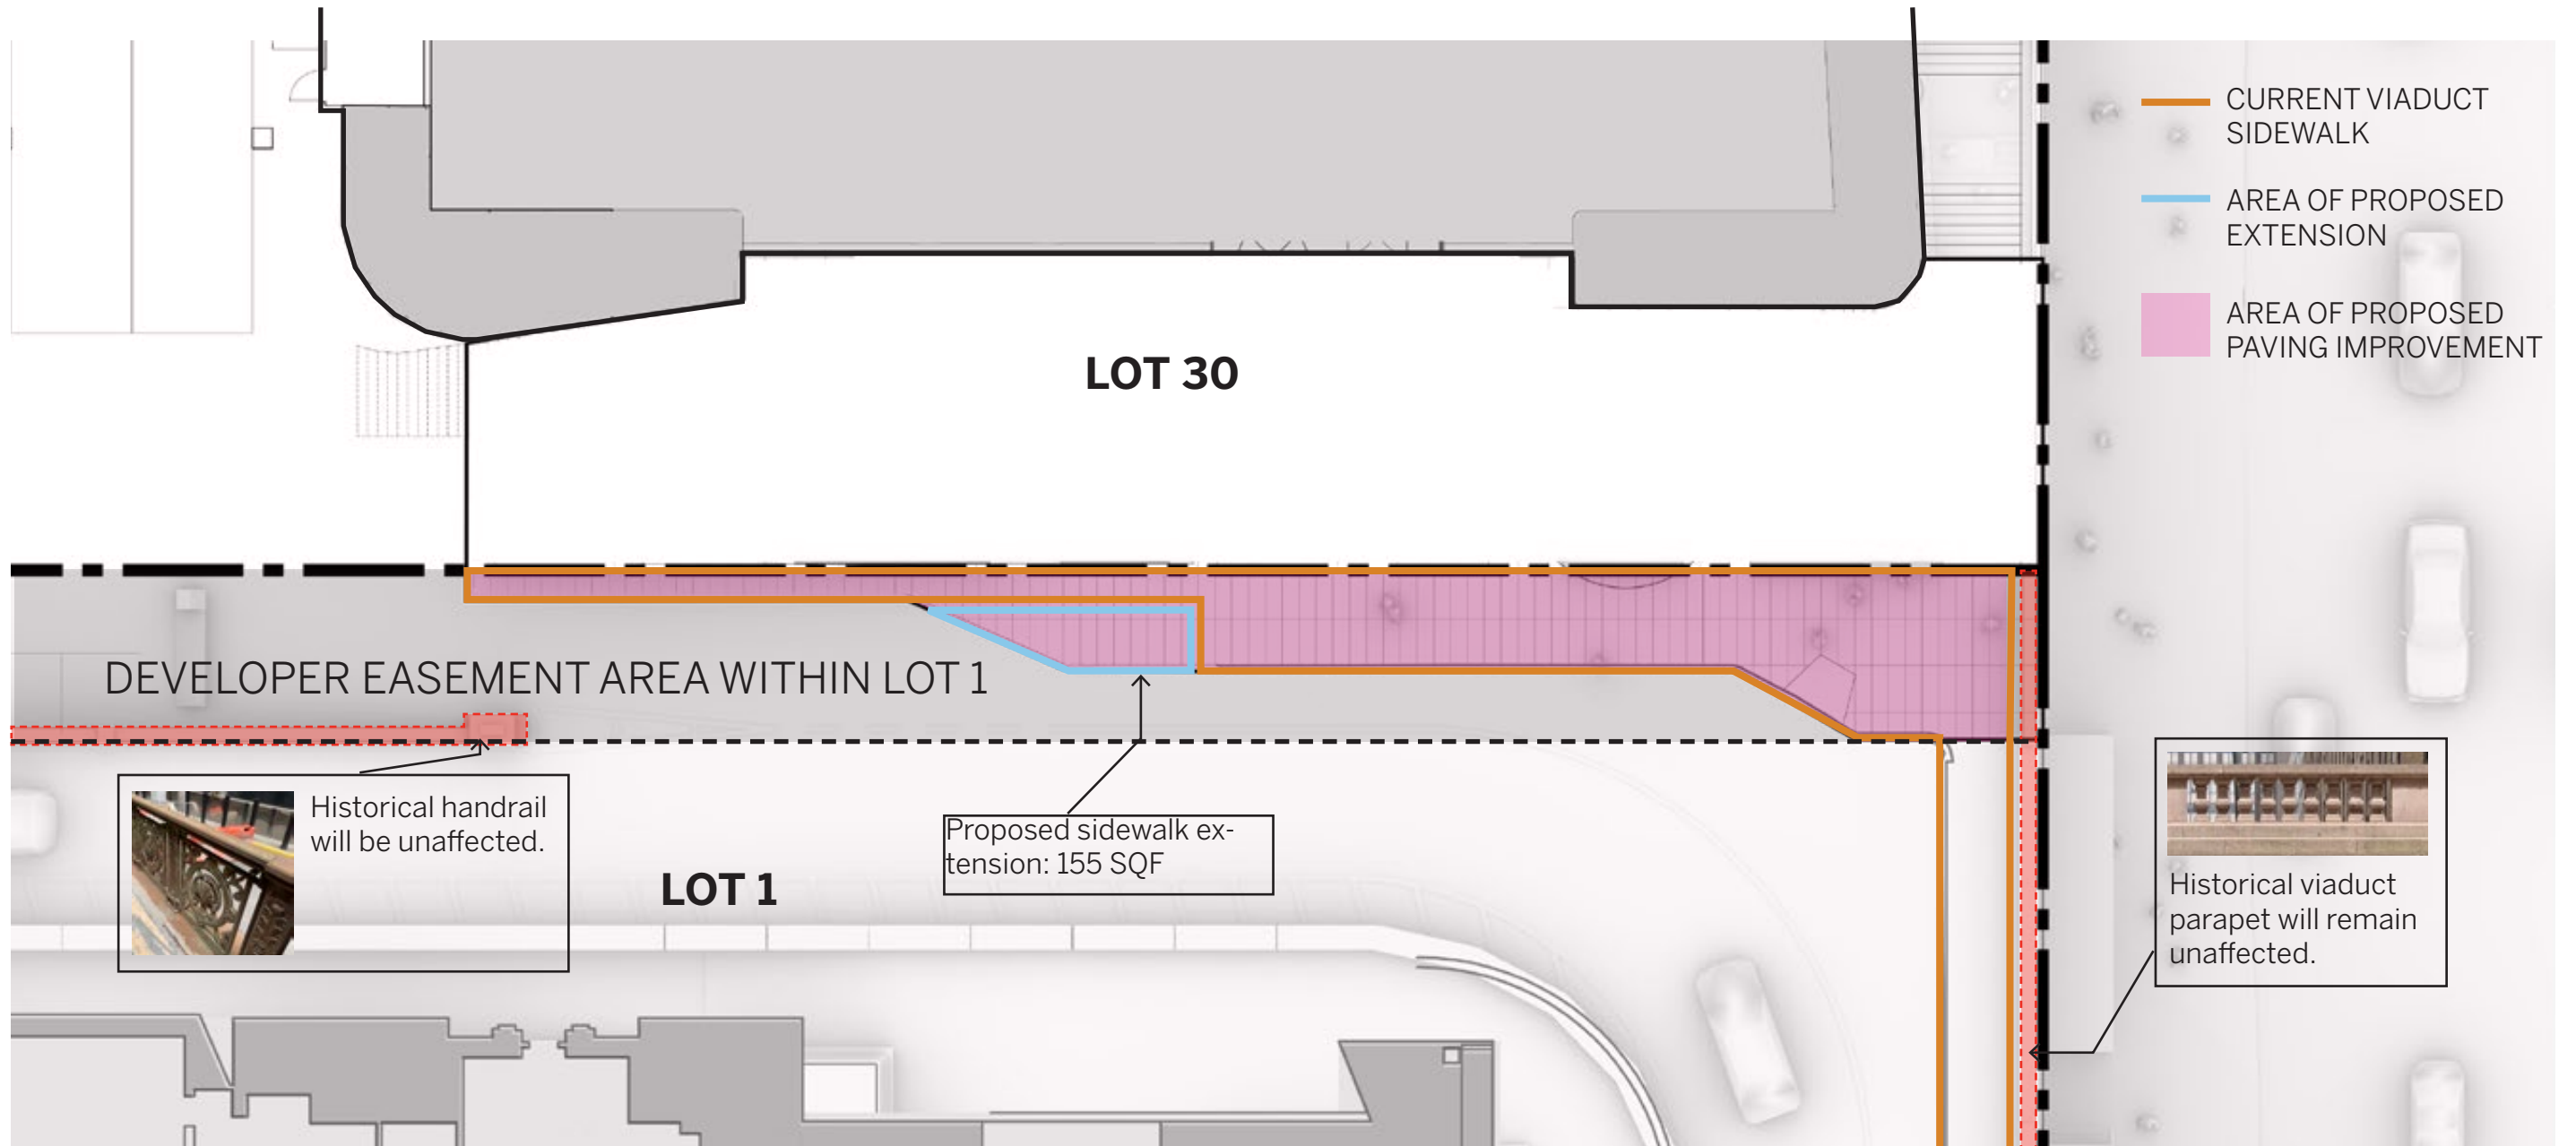 CURRENT VIADUCT
SIDEWALK
AREA OF PROPOSED
EXTENSION
AREA OF PROPOSED
PAVING IMPROVEMENT
LOT 30
DEVELOPER EASEMENT AREA WITHIN LOT 1
Historical handrail
will be unaffected.
Proposed sidewalk ex-
tension: 155 SQF
LOT 1
Historical viaduct
parapet will remain
unaffected.